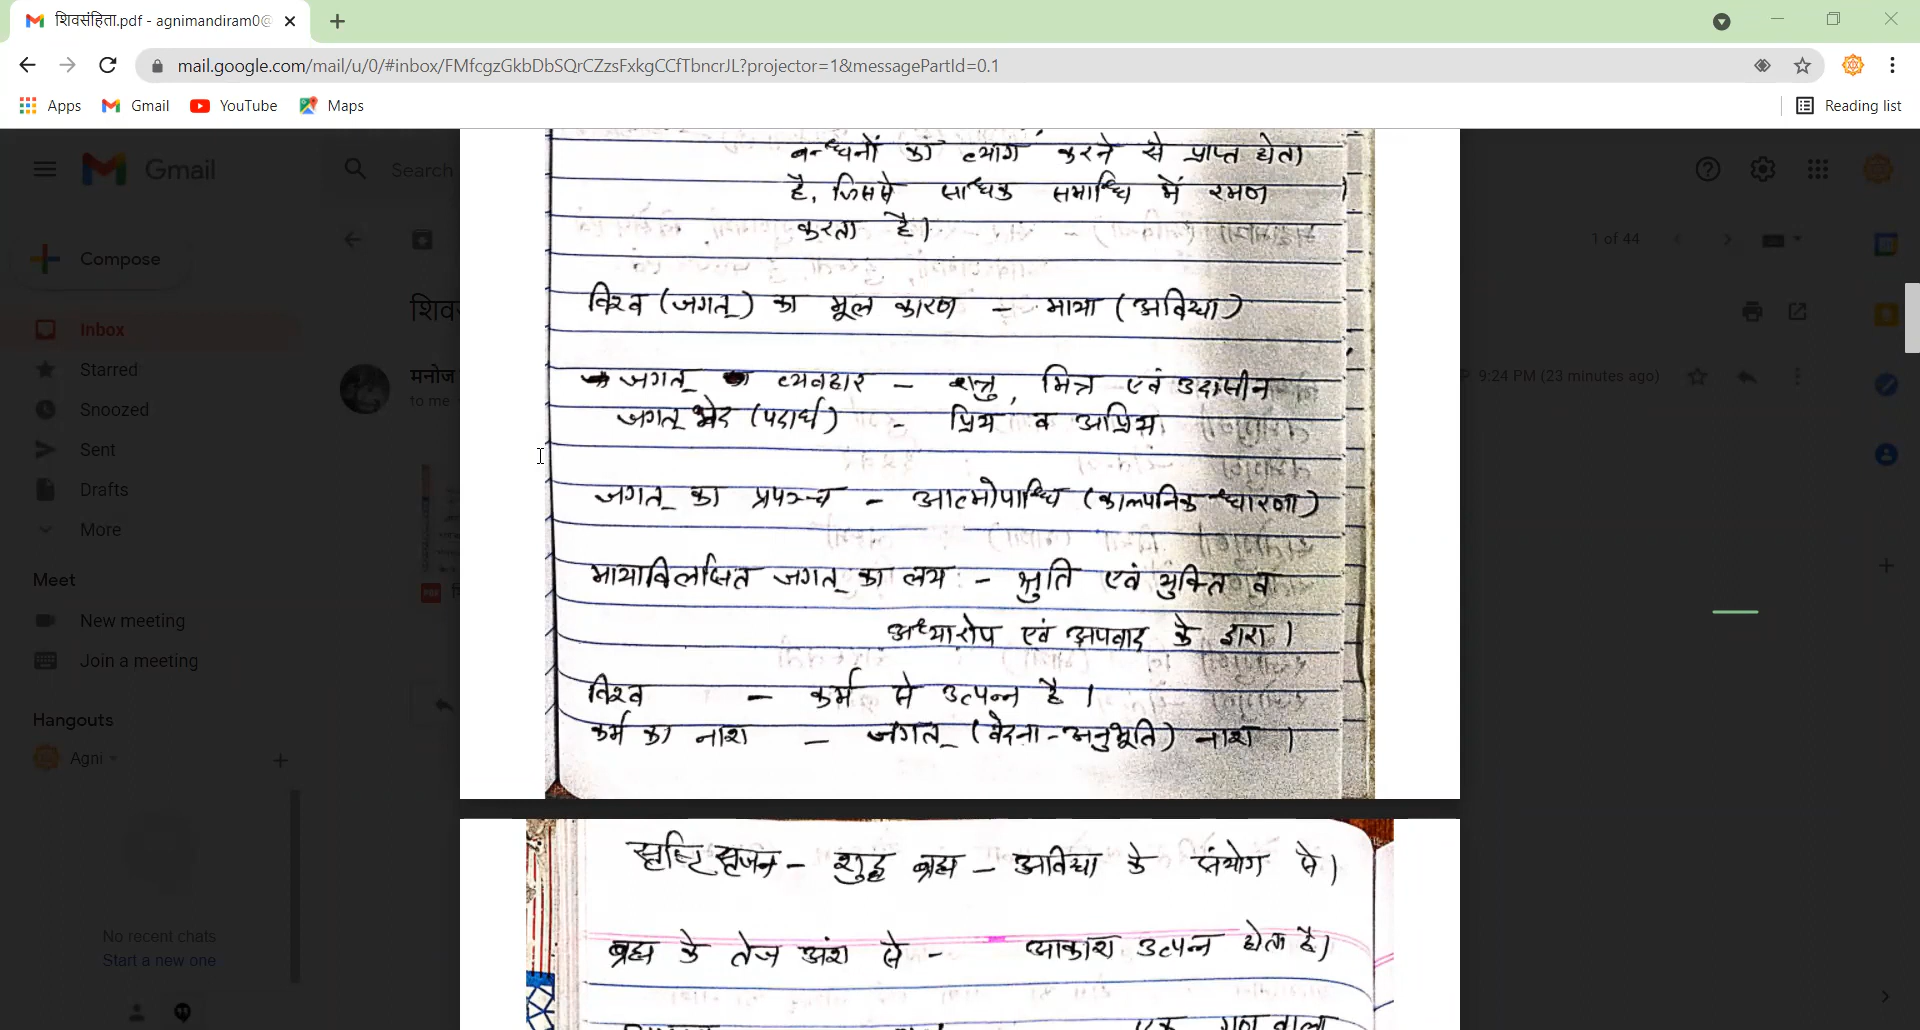 शिवसंहिता.pdf - agnimandiram0@
mail.google.com/mail/u/0/#inbox/FMfcgzGkbDbSQrCZzsFxkgCCfTbncrJL?projector=1&messagePartId=0.1
Apps Gmail YouTube Maps Reading list
Gmail
Search
Compose
1 of 44
शिव
Inbox
Starred
मनोज
to me
9:24 PM (23 minutes ago)
Snoozed
Sent
Drafts
More
Meet
New meeting
Join a meeting
Hangouts
Agni
No recent chats
Start a new one
बन्धनों का त्याग करने से प्राप्त होता
है, जिससे साधक समाधि में रमण
करता है।
विश्व (जगत्) का मूल कारण - माया (अविद्या)
जगत् व्यवहार - शत्रु, मित्र एवं उदासीन
जगत् भेद (पदार्थ) - प्रिय व अप्रिय
जगत् का प्रपञ्च - आत्मोपाधि (काल्पनिक धारणा)
मायाविलसित जगत् का लय :- श्रुति एवं युक्ति व
अध्यारोप एवं अपवाद के द्वारा।
विश्व - कर्म से उत्पन्न है।
कर्म का नाश - जगत् (वेदना-अनुभूति) नाश।
सृष्टि सृजन - शुद्ध ब्रह्म - अविद्या के संयोग से।
ब्रह्म के तेज अंश से - आकाश उत्पन्न होता है।